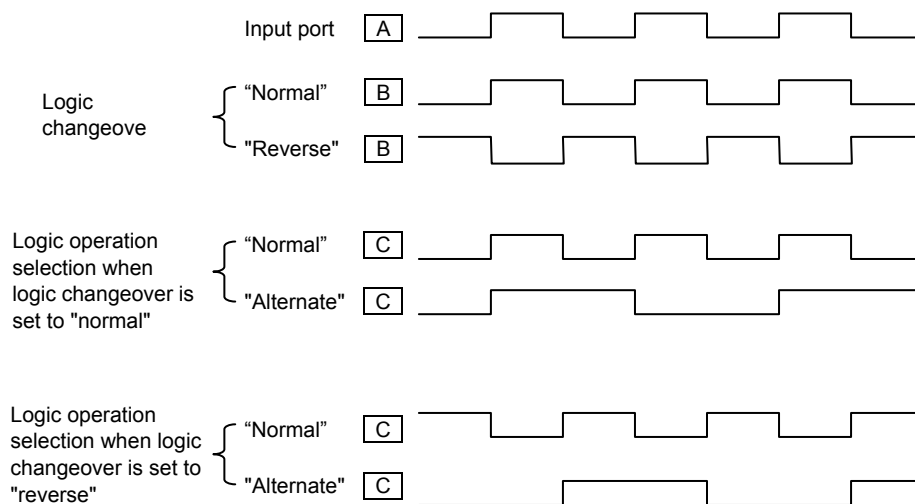 Input port A
Logic
changeove
“Normal” B
"Reverse" B
Logic operation
selection when
logic changeover is
set to "normal"
“Normal” C
"Alternate" C
Logic operation
selection when logic
changeover is set to
"reverse"
“Normal” C
"Alternate" C